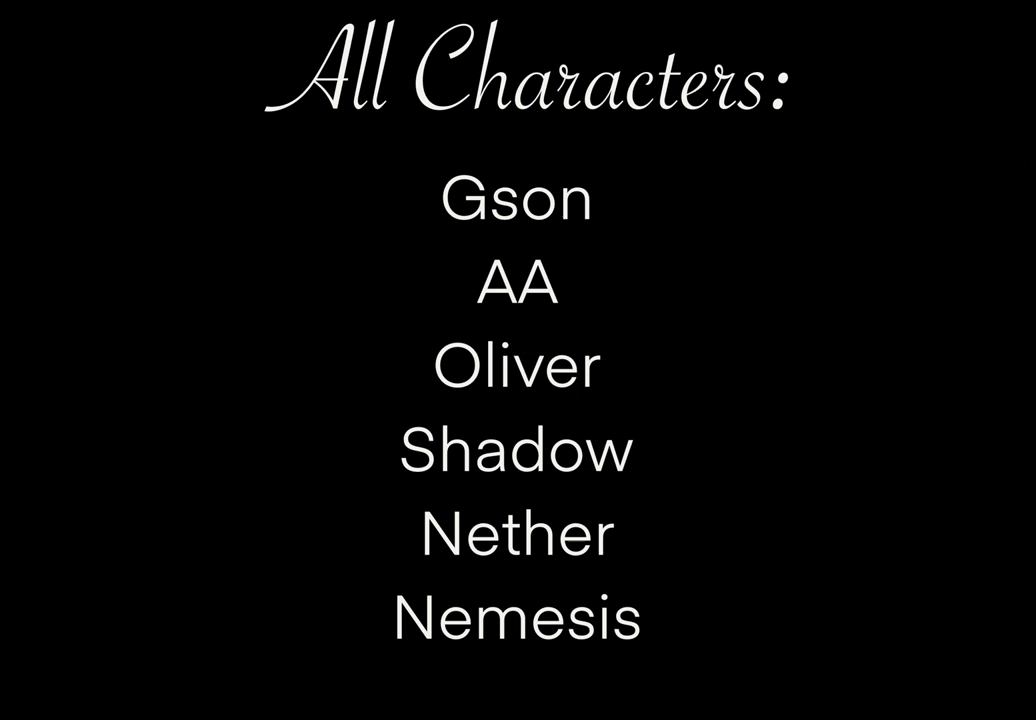 All Characters:
Gson
AA
Oliver
Shadow
Nether
Nemesis